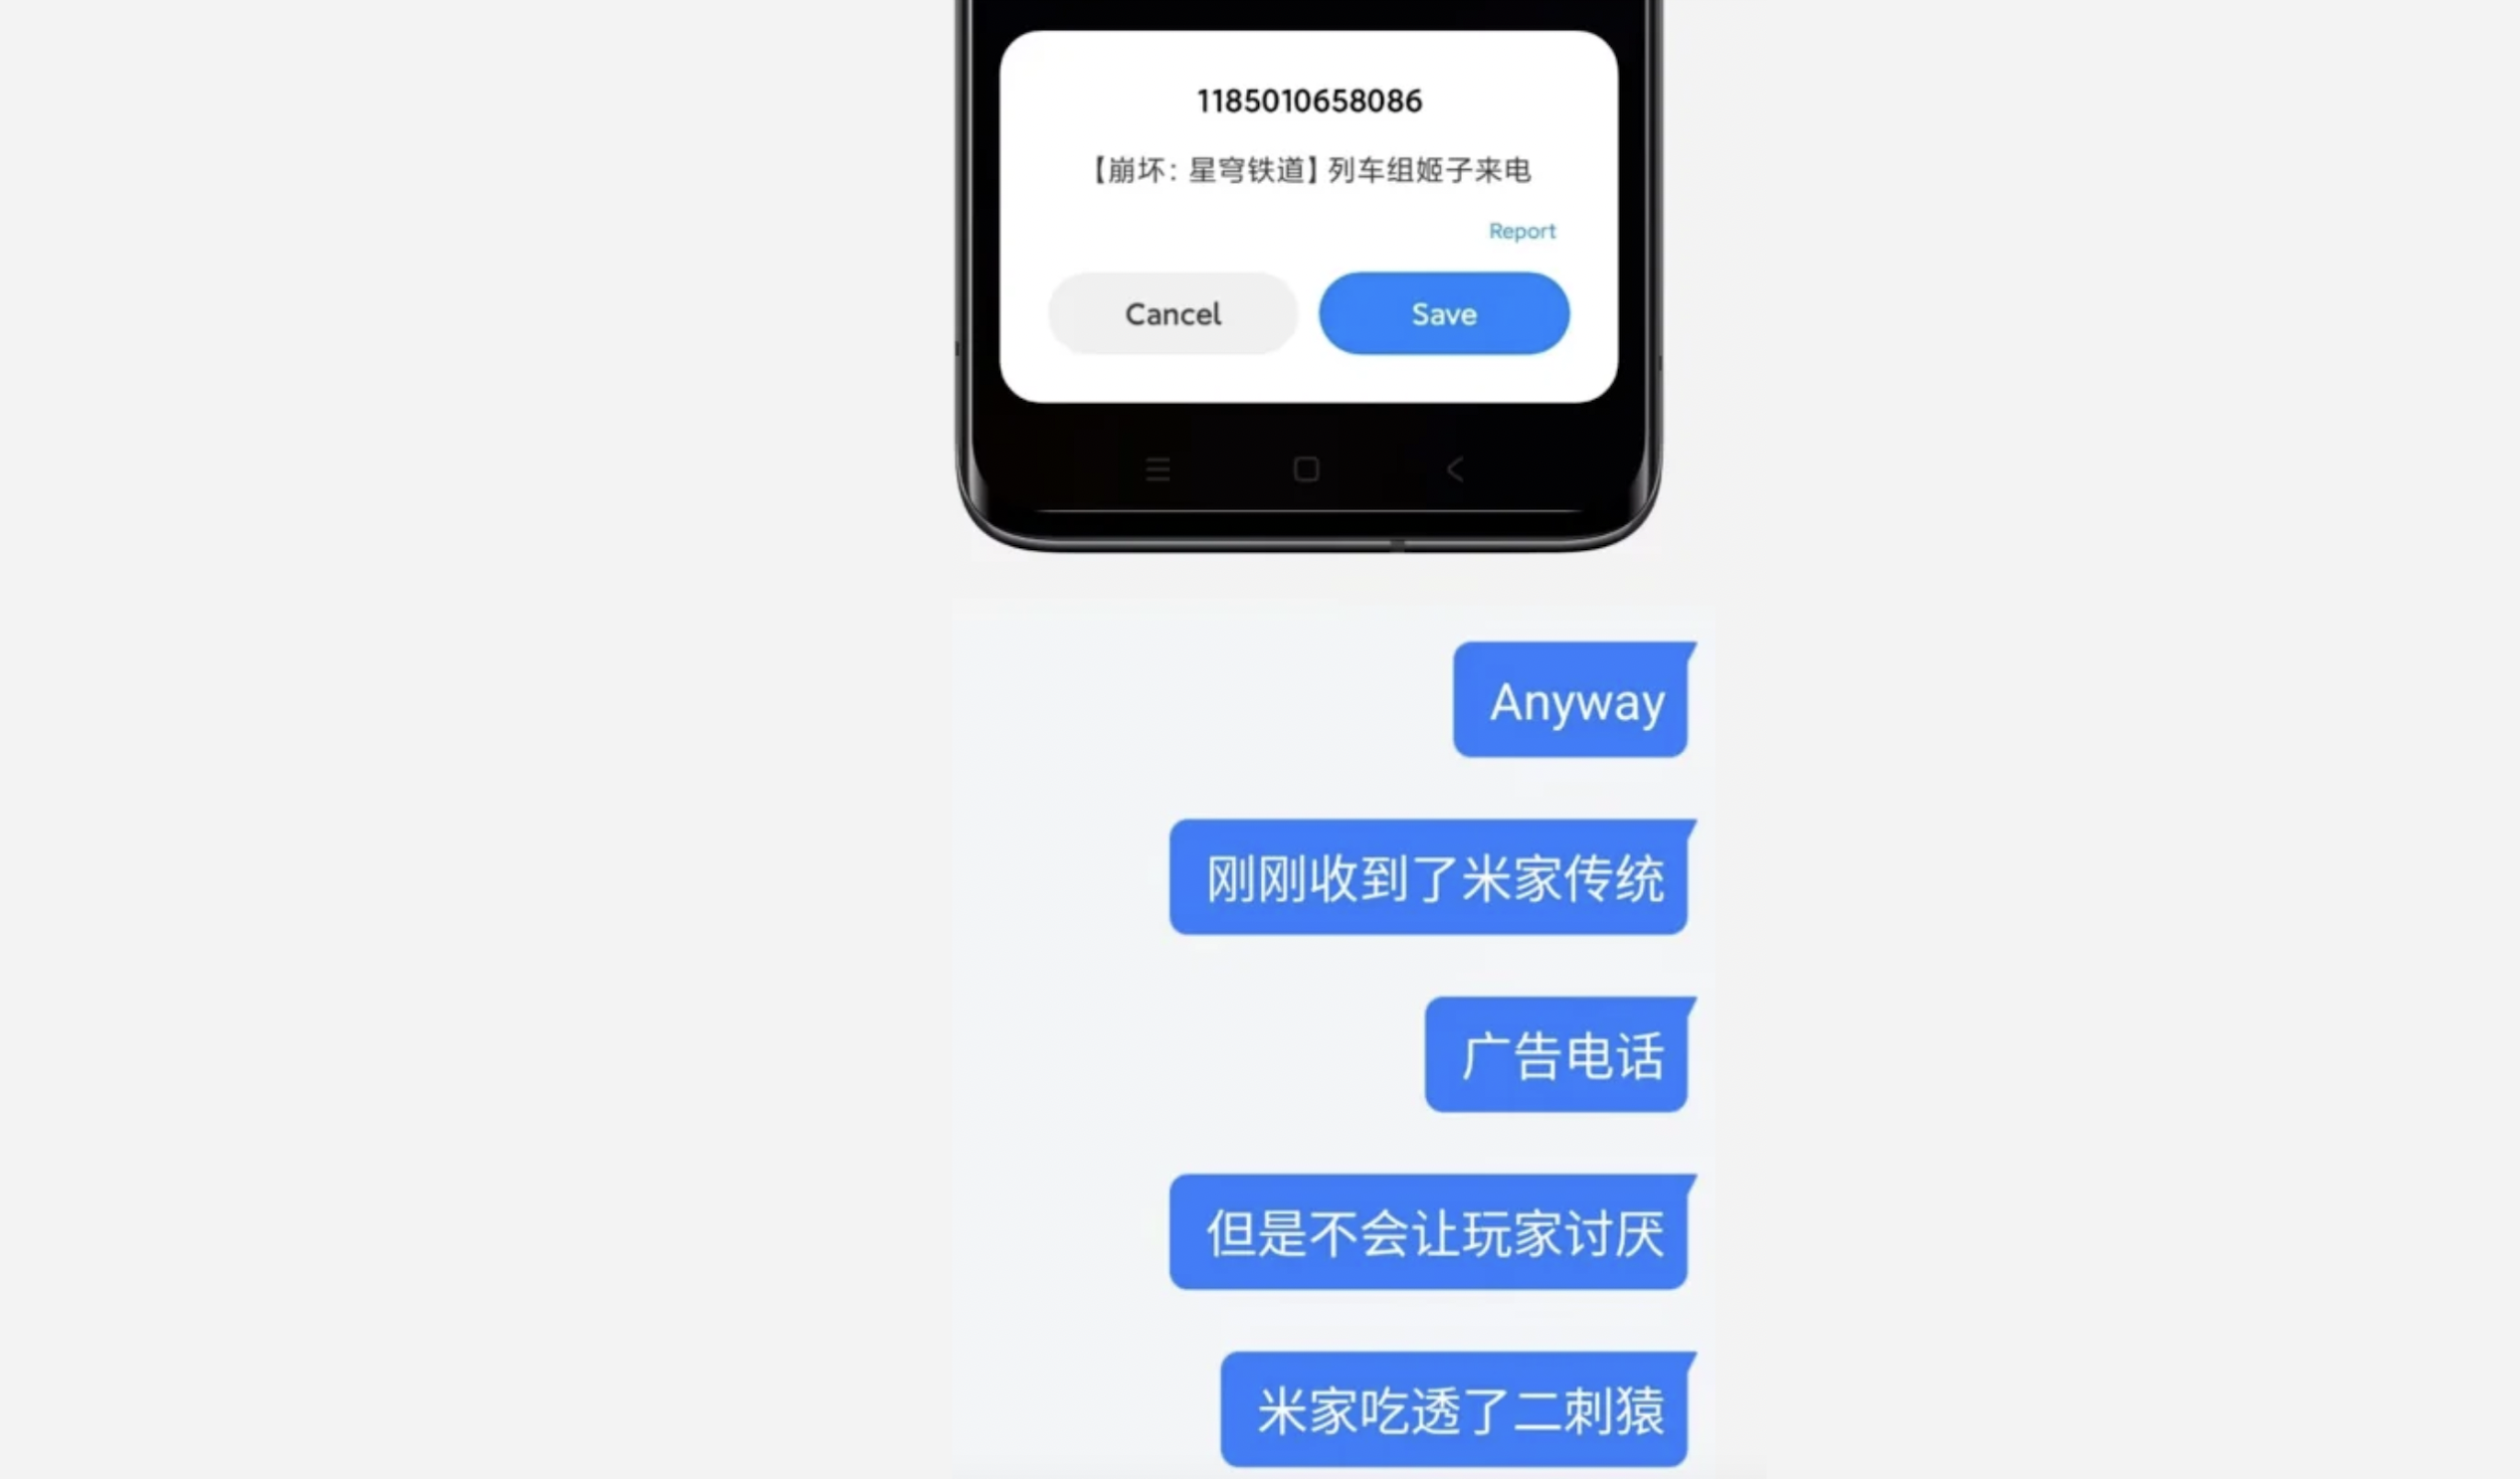 1185010658086
【崩坏：星穹铁道】列车组姬子来电
Report
Cancel
Save
Anyway
刚刚收到了米家传统
广告电话
但是不会让玩家讨厌
米家吃透了二刺猿